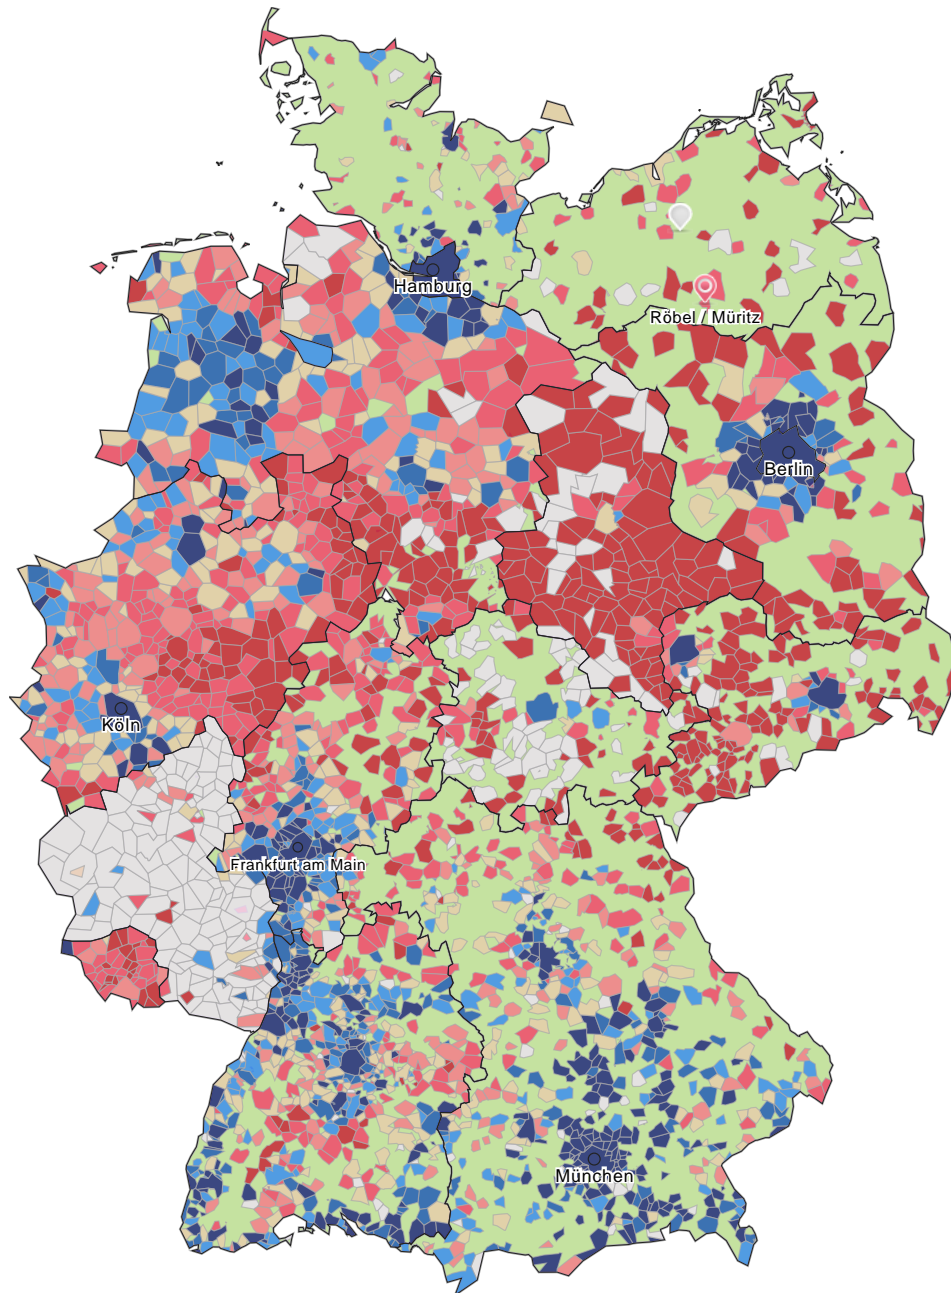 Hamburg
Röbel / Müritz
Berlin
Köln
Frankfurt am Main
München